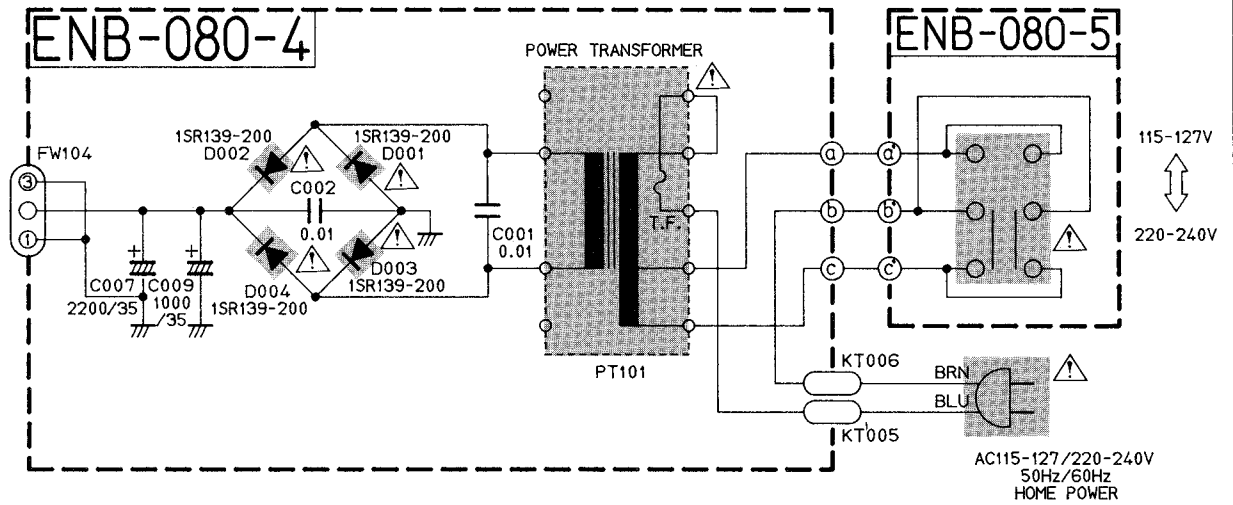 ENB-080-4
ENB-080-5
POWER TRANSFORMER
1SR139-200
D002
1SR139-200
D001
FW104
3
1
C002
0.01
C001
0.01
T.F.
a
a'
b
b'
c
c'
115-127V
220-240V
+
C007
2200/35
+
C009
1000
/35
D004
1SR139-200
D003
1SR139-200
PT101
KT006
BRN
BLU
KT005
AC115-127/220-240V
50Hz/60Hz
HOME POWER